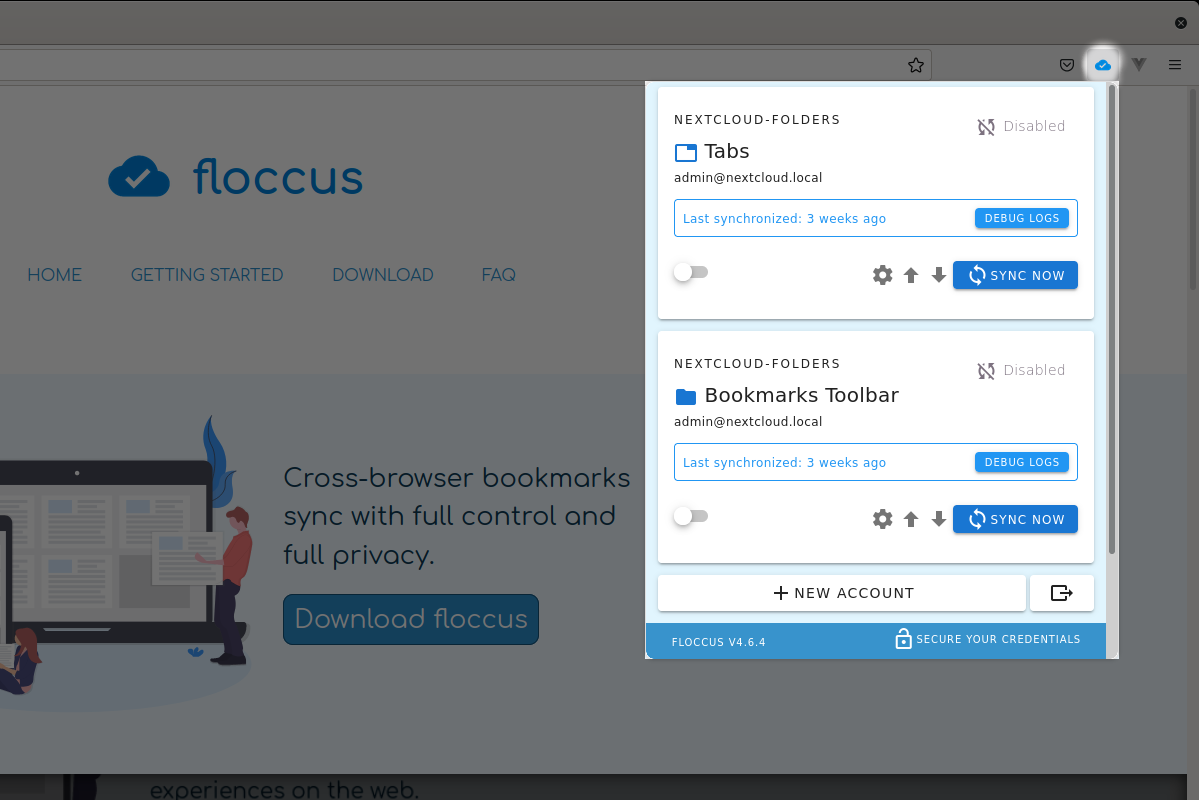 floccus
HOME GETTING STARTED DOWNLOAD FAQ
Cross-browser bookmarks
sync with full control and
full privacy.
Download floccus
experiences on the web.
NEXTCLOUD-FOLDERS
Disabled
Tabs
admin@nextcloud.local
Last synchronized: 3 weeks ago
DEBUG LOGS
SYNC NOW
NEXTCLOUD-FOLDERS
Disabled
Bookmarks Toolbar
admin@nextcloud.local
Last synchronized: 3 weeks ago
DEBUG LOGS
SYNC NOW
NEW ACCOUNT
FLOCCUS V4.6.4
SECURE YOUR CREDENTIALS